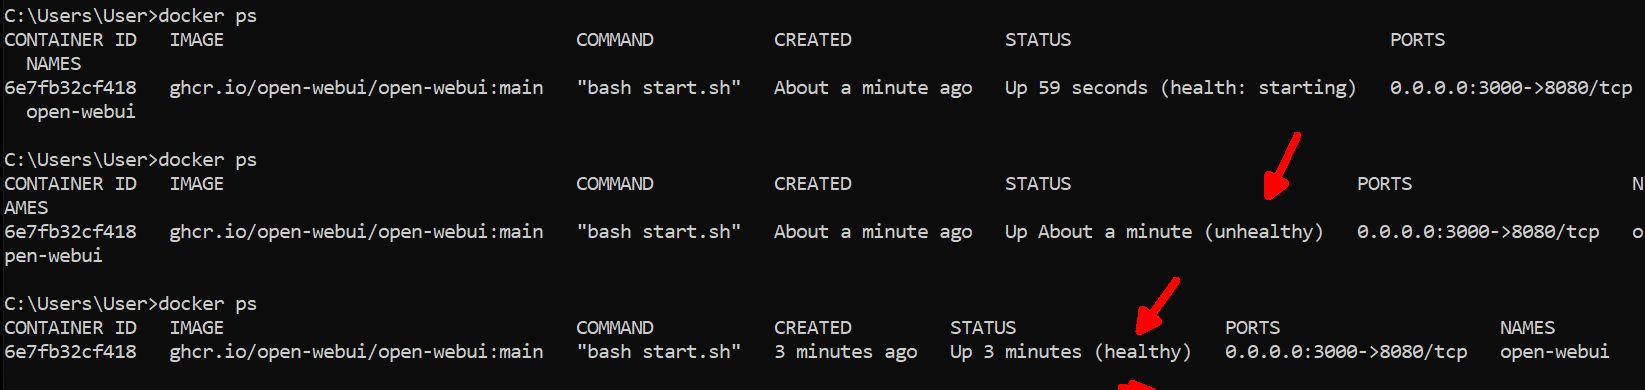 C:\Users\User>docker ps
CONTAINER ID   IMAGE                                COMMAND           CREATED              STATUS                             PORTS
  NAMES
6e7fb32cf418   ghcr.io/open-webui/open-webui:main   "bash start.sh"   About a minute ago   Up 59 seconds (health: starting)   0.0.0.0:3000->8080/tcp
  open-webui
C:\Users\User>docker ps
CONTAINER ID   IMAGE                                COMMAND           CREATED              STATUS                          PORTS                    N
AMES
6e7fb32cf418   ghcr.io/open-webui/open-webui:main   "bash start.sh"   About a minute ago   Up About a minute (unhealthy)   0.0.0.0:3000->8080/tcp   o
pen-webui
C:\Users\User>docker ps
CONTAINER ID   IMAGE                                COMMAND           CREATED         STATUS                   PORTS                    NAMES
6e7fb32cf418   ghcr.io/open-webui/open-webui:main   "bash start.sh"   3 minutes ago   Up 3 minutes (healthy)   0.0.0.0:3000->8080/tcp   open-webui